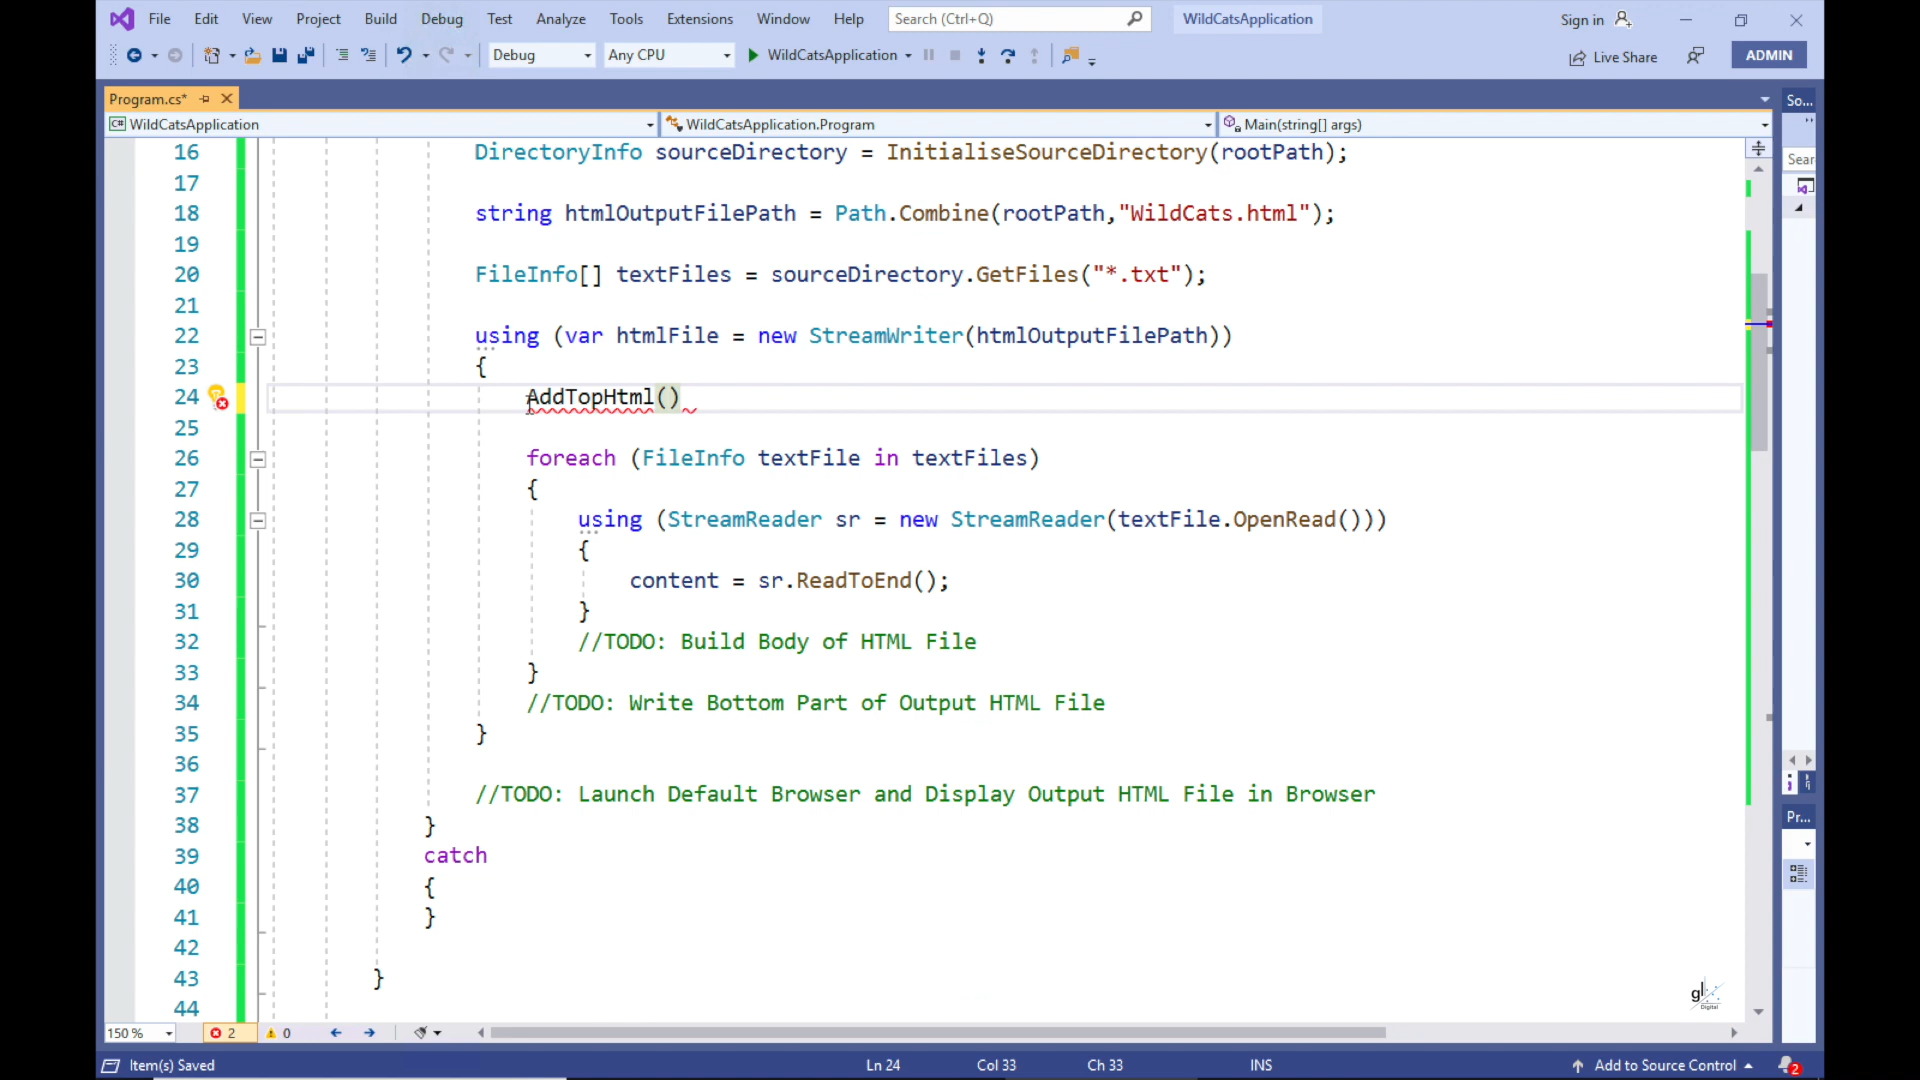 File Edit View Project Build Debug Test Analyze Tools Extensions Window Help Search (Ctrl+Q) WildCatsApplication Sign in
Debug Any CPU WildCatsApplication Live Share ADMIN
Program.cs* So...
C# WildCatsApplication WildCatsApplication.Program Main(string[] args)
Sear
16 DirectoryInfo sourceDirectory = InitialiseSourceDirectory(rootPath);
17
18 string htmlOutputFilePath = Path.Combine(rootPath,"WildCats.html");
19
20 FileInfo[] textFiles = sourceDirectory.GetFiles("*.txt");
21
22 using (var htmlFile = new StreamWriter(htmlOutputFilePath))
23 {
24 AddTopHtml()
25
26 foreach (FileInfo textFile in textFiles)
27 {
28 using (StreamReader sr = new StreamReader(textFile.OpenRead()))
29 {
30 content = sr.ReadToEnd();
31 }
32 //TODO: Build Body of HTML File
33 }
34 //TODO: Write Bottom Part of Output HTML File
35 }
36
37 //TODO: Launch Default Browser and Display Output HTML File in Browser
38 }
39 catch
40 {
41 }
42
43 }
44
Pr...
gl
Digital
150 % 2 0
Item(s) Saved Ln 24 Col 33 Ch 33 INS Add to Source Control 2